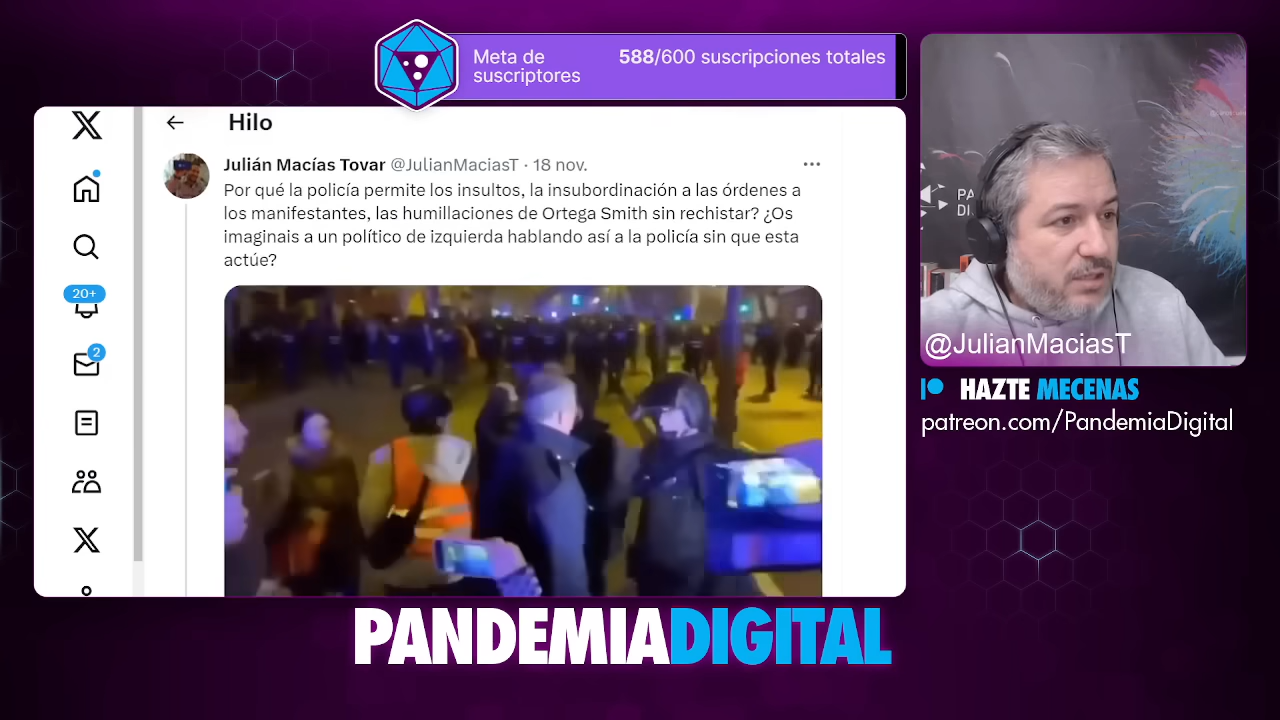 Meta de
suscriptores
588/600 suscripciones totales
Hilo
Julián Macías Tovar @JulianMaciasT · 18 nov.
Por qué la policía permite los insultos, la insubordinación a las órdenes a
los manifestantes, las humillaciones de Ortega Smith sin rechistar? ¿Os
imaginais a un político de izquierda hablando así a la policía sin que esta
actúe?
20+
2
PA
DI
@JulianMaciasT
HAZTE MECENAS
patreon.com/PandemiaDigital
PANDEMIADIGITAL